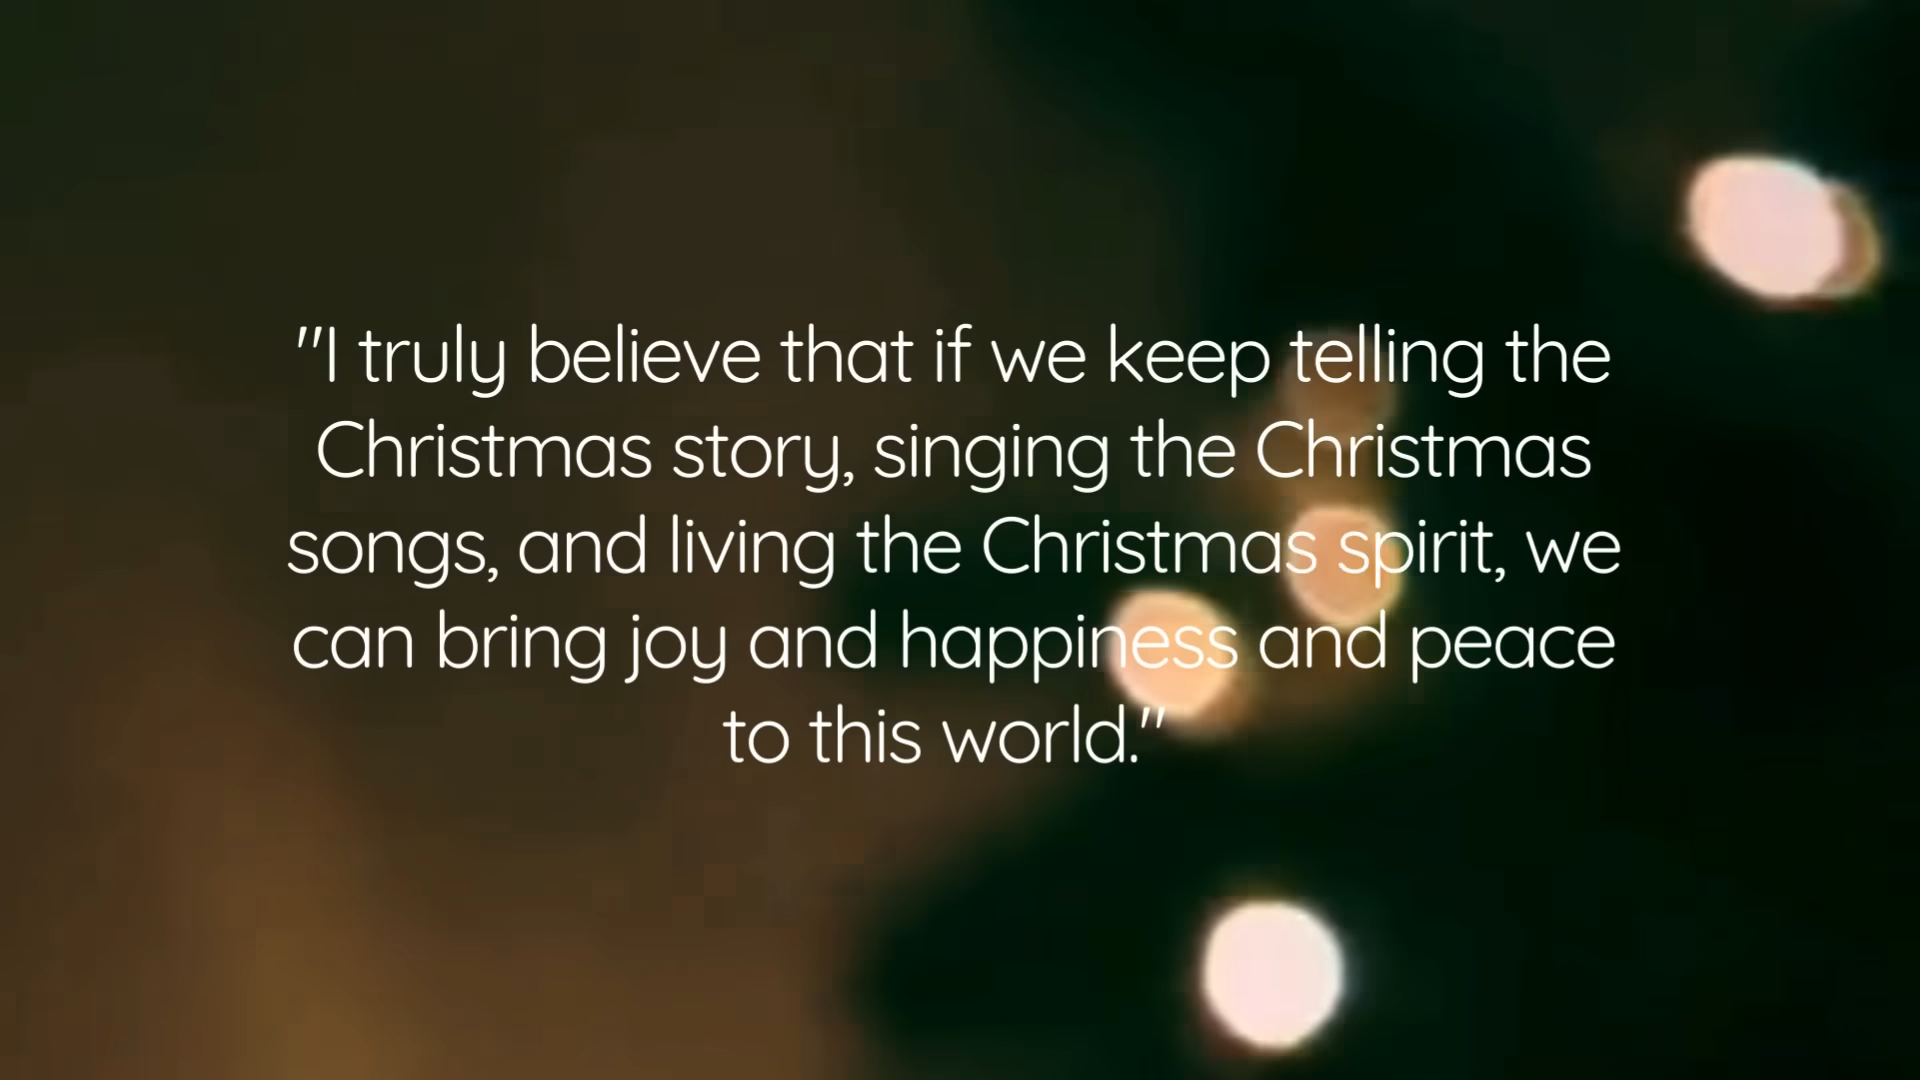 "I truly believe that if we keep telling the
Christmas story, singing the Christmas
songs, and living the Christmas spirit, we
can bring joy and happiness and peace
to this world."